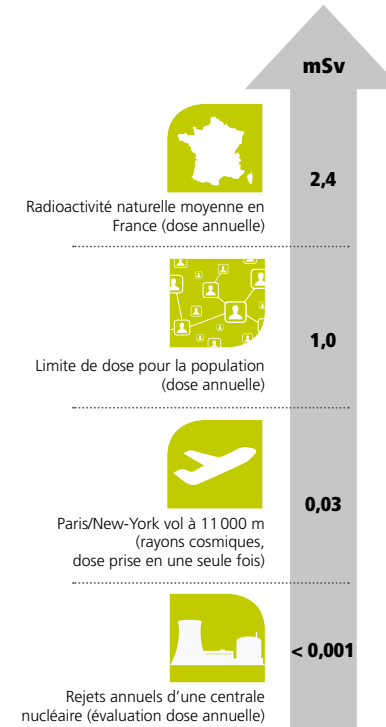 mSv
2,4
Radioactivité naturelle moyenne en
France (dose annuelle)
1,0
Limite de dose pour la population
(dose annuelle)
0,03
Paris/New-York vol à 11 000 m
(rayons cosmiques,
dose prise en une seule fois)
< 0,001
Rejets annuels d'une centrale
nucléaire (évaluation dose annuelle)